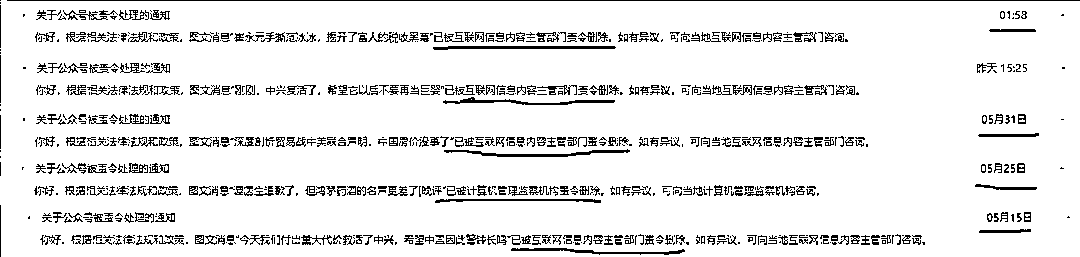 关于公众号被责令处理的通知 01:58
你好，根据相关法律法规和政策，图文消息“崔永元手撕范冰冰，撕开了富人的税收黑幕”已被互联网信息内容主管部门责令删除。如有异议，可向当地互联网信息内容主管部门咨询。
关于公众号被责令处理的通知 昨天 15:25
你好，根据相关法律法规和政策，图文消息“刚刚，中兴复活了，希望它以后不要再当巨婴”已被互联网信息内容主管部门责令删除。如有异议，可向当地互联网信息内容主管部门咨询。
关于公众号被责令处理的通知 05月31日
你好，根据相关法律法规和政策，图文消息“深度剖析贸易战中美联合声明，中国房价没事了”已被互联网信息内容主管部门责令删除。如有异议，可向当地互联网信息内容主管部门咨询。
关于公众号被责令处理的通知 05月25日
你好，根据相关法律法规和政策，图文消息“谭医生道歉了，但鸿茅药酒的名声更差了|晚评”已被计算机管理监察机构责令删除。如有异议，可向当地计算机管理监察机构咨询。
关于公众号被责令处理的通知 05月15日
你好，根据相关法律法规和政策，图文消息“今天我们付出重大代价救活了中兴，希望中国因此警钟长鸣”已被互联网信息内容主管部门责令删除。如有异议，可向当地互联网信息内容主管部门咨询。